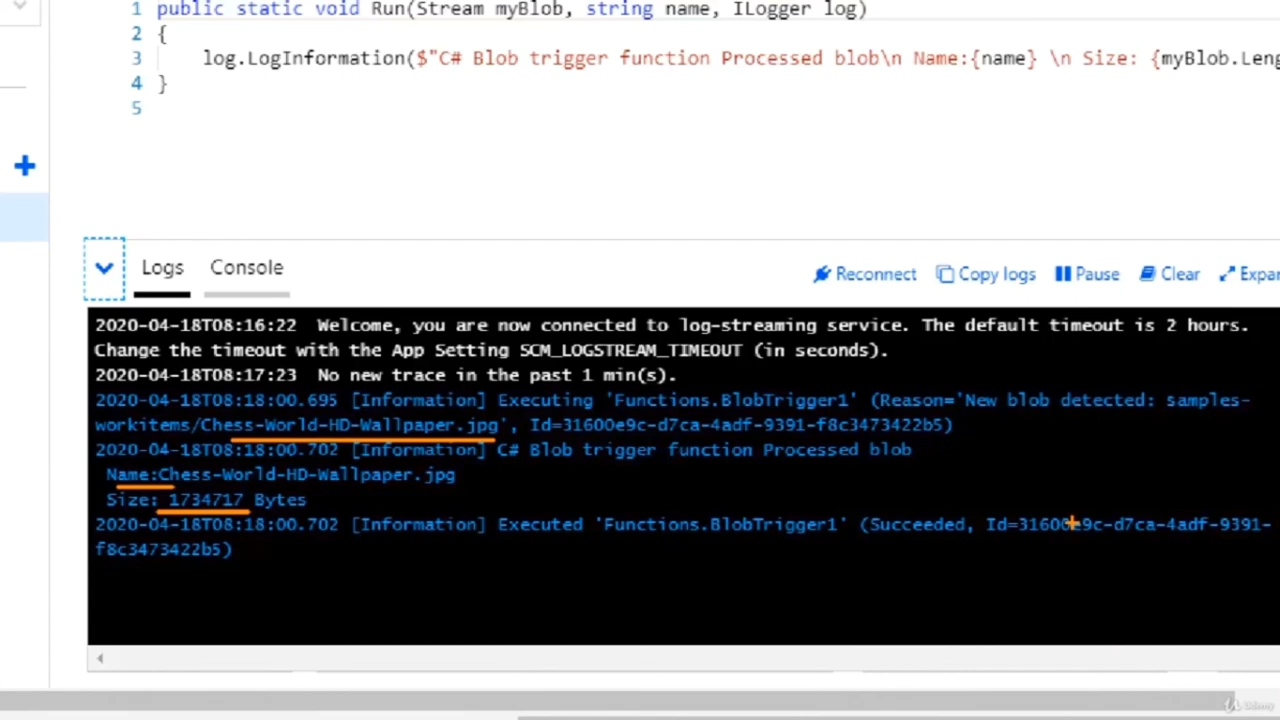 1 public static void Run(Stream myBlob, string name, ILogger log)
2 {
3 log.LogInformation($"C# Blob trigger function Processed blob\n Name:{name} \n Size: {myBlob.Leng
4 }
5
Logs Console Reconnect Copy logs Pause Clear Expan
2020-04-18T08:16:22 Welcome, you are now connected to log-streaming service. The default timeout is 2 hours.
Change the timeout with the App Setting SCM_LOGSTREAM_TIMEOUT (in seconds).
2020-04-18T08:17:23 No new trace in the past 1 min(s).
2020-04-18T08:18:00.695 [Information] Executing 'Functions.BlobTrigger1' (Reason='New blob detected: samples-
workitems/Chess-World-HD-Wallpaper.jpg', Id=31600e9c-d7ca-4adf-9391-f8c3473422b5)
2020-04-18T08:18:00.702 [Information] C# Blob trigger function Processed blob
Name:Chess-World-HD-Wallpaper.jpg
Size: 1734717 Bytes
2020-04-18T08:18:00.702 [Information] Executed 'Functions.BlobTrigger1' (Succeeded, Id=31600e9c-d7ca-4adf-9391-
f8c3473422b5)
Udemy